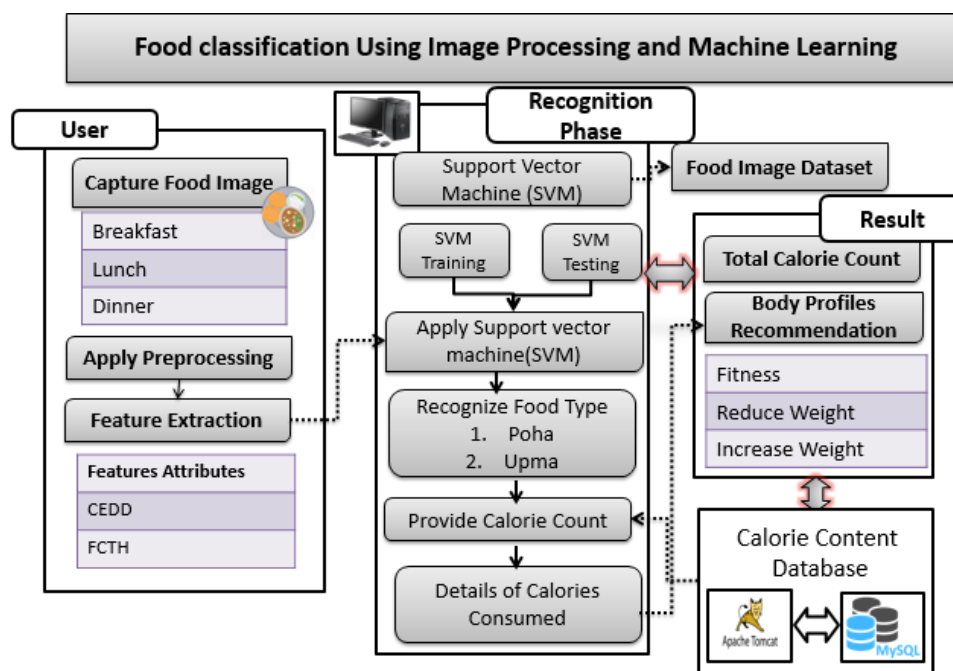 Food classification Using Image Processing and Machine Learning
User
Capture Food Image
Breakfast
Lunch
Dinner
Apply Preprocessing
Feature Extraction
Features Attributes
CEDD
FCTH
Recognition
Phase
Support Vector
Machine (SVM)
SVM
Training
SVM
Testing
Apply Support vector
machine(SVM)
Recognize Food Type
1. Poha
2. Upma
Provide Calorie Count
Details of Calories
Consumed
Food Image Dataset
Result
Total Calorie Count
Body Profiles
Recommendation
Fitness
Reduce Weight
Increase Weight
Calorie Content
Database
Apache Tomcat
MySQL